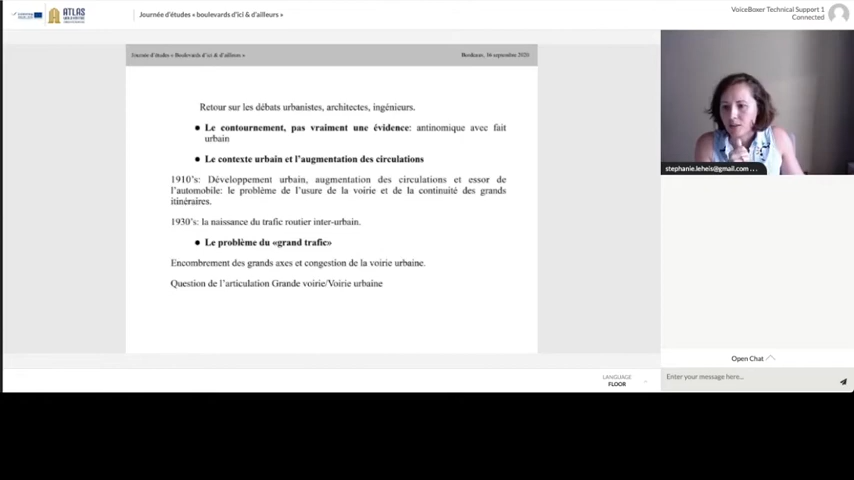 ATLAS
Journée d'études « boulevards d'ici & d'ailleurs »
VoiceBoxer Technical Support 1
Connected
Journée d'études « Boulevards d'ici & d'ailleurs »
Bordeaux, 16 septembre 2020
Retour sur les débats urbanistes, architectes, ingénieurs.
● Le contournement, pas vraiment une évidence: antinomique avec fait
urbain
● Le contexte urbain et l'augmentation des circulations
1910's: Développement urbain, augmentation des circulations et essor de
l'automobile: le problème de l'usure de la voirie et de la continuité des grands
itinéraires.
1930's: la naissance du trafic routier inter-urbain.
● Le problème du «grand trafic»
Encombrement des grands axes et congestion de la voirie urbaine.
Question de l'articulation Grande voirie/Voirie urbaine
stephanie.leheis@gmail.com ...
Open Chat
LANGUAGE
FLOOR
Enter your message here...